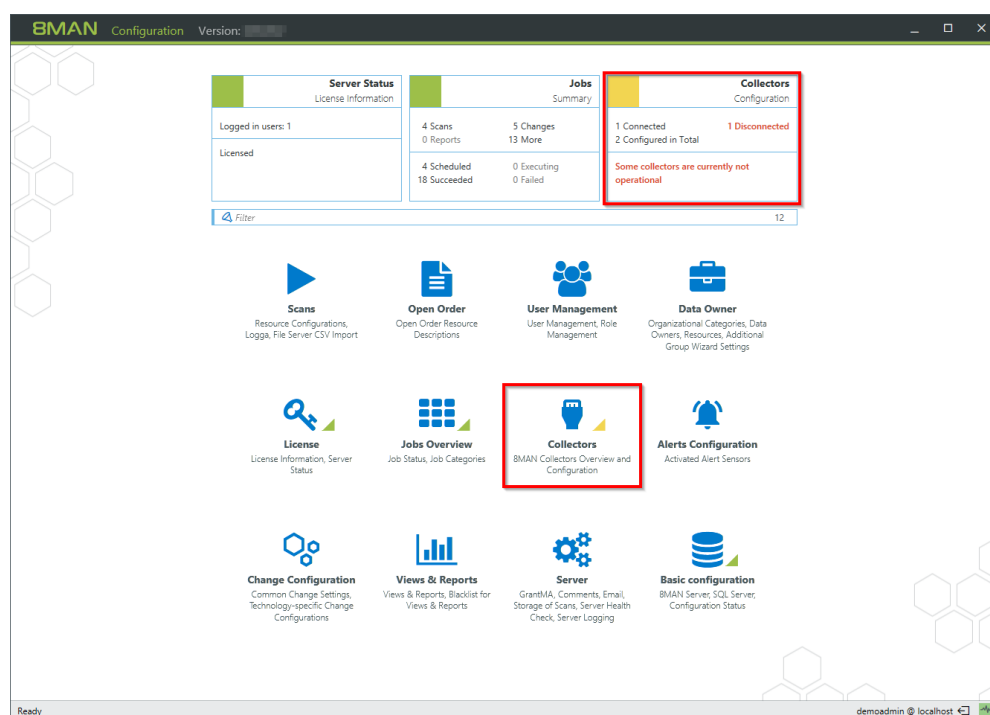 8MAN Configuration Version:
Server Status
License Information
Logged in users: 1
Licensed
Jobs
Summary
4 Scans 5 Changes
0 Reports 13 More
4 Scheduled 0 Executing
18 Succeeded 0 Failed
Collectors
Configuration
1 Connected 1 Disconnected
2 Configured in Total
Some collectors are currently not
operational
Filter 12
Scans
Resource Configurations,
Logga, File Server CSV Import
Open Order
Open Order Resource
Descriptions
User Management
User Management, Role
Management
Data Owner
Organizational Categories, Data
Owners, Resources, Additional
Group Wizard Settings
License
License Information, Server
Status
Jobs Overview
Job Status, Job Categories
Collectors
8MAN Collectors Overview and
Configuration
Alerts Configuration
Activated Alert Sensors
Change Configuration
Common Change Settings,
Technology-specific Change
Configurations
Views & Reports
Views & Reports, Blacklist for
Views & Reports
Server
GrantMA, Comments, Email,
Storage of Scans, Server Health
Check, Server Logging
Basic configuration
8MAN Server, SQL Server,
Configuration Status
Ready demoadmin @ localhost